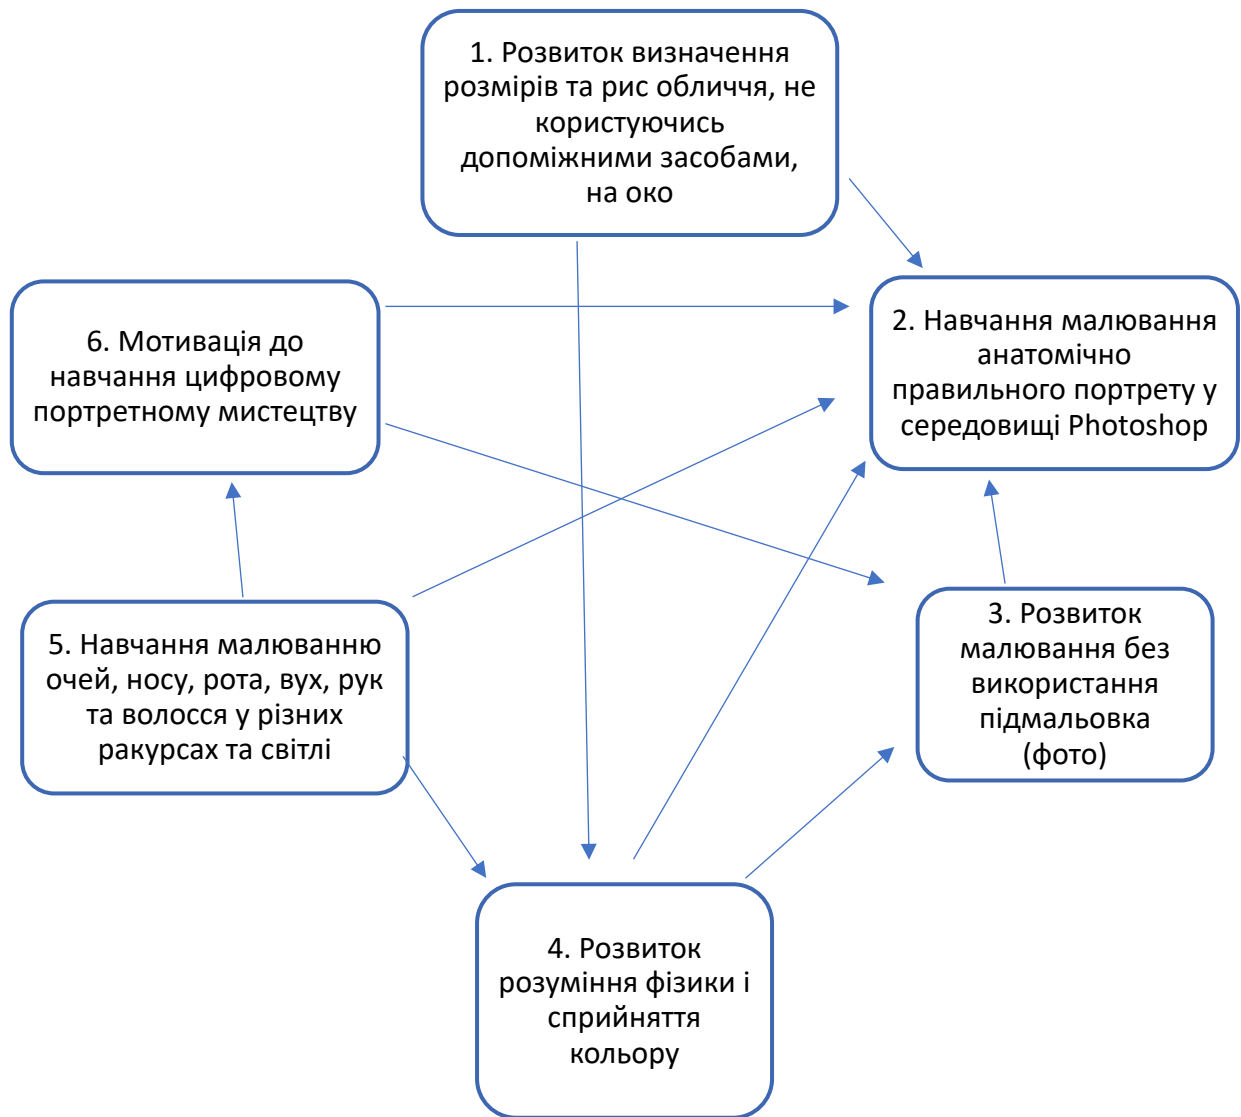 1. Розвиток визначення
розмірів та рис обличчя, не
користуючись
допоміжними засобами,
на око
2. Навчання малювання
анатомічно
правильного портрету у
середовищі Photoshop
3. Розвиток
малювання без
використання
підмальовка
(фото)
4. Розвиток
розуміння фізики і
сприйняття
кольору
5. Навчання малюванню
очей, носу, рота, вух, рук
та волосся у різних
ракурсах та світлі
6. Мотивація до
навчання цифровому
портретному мистецтву